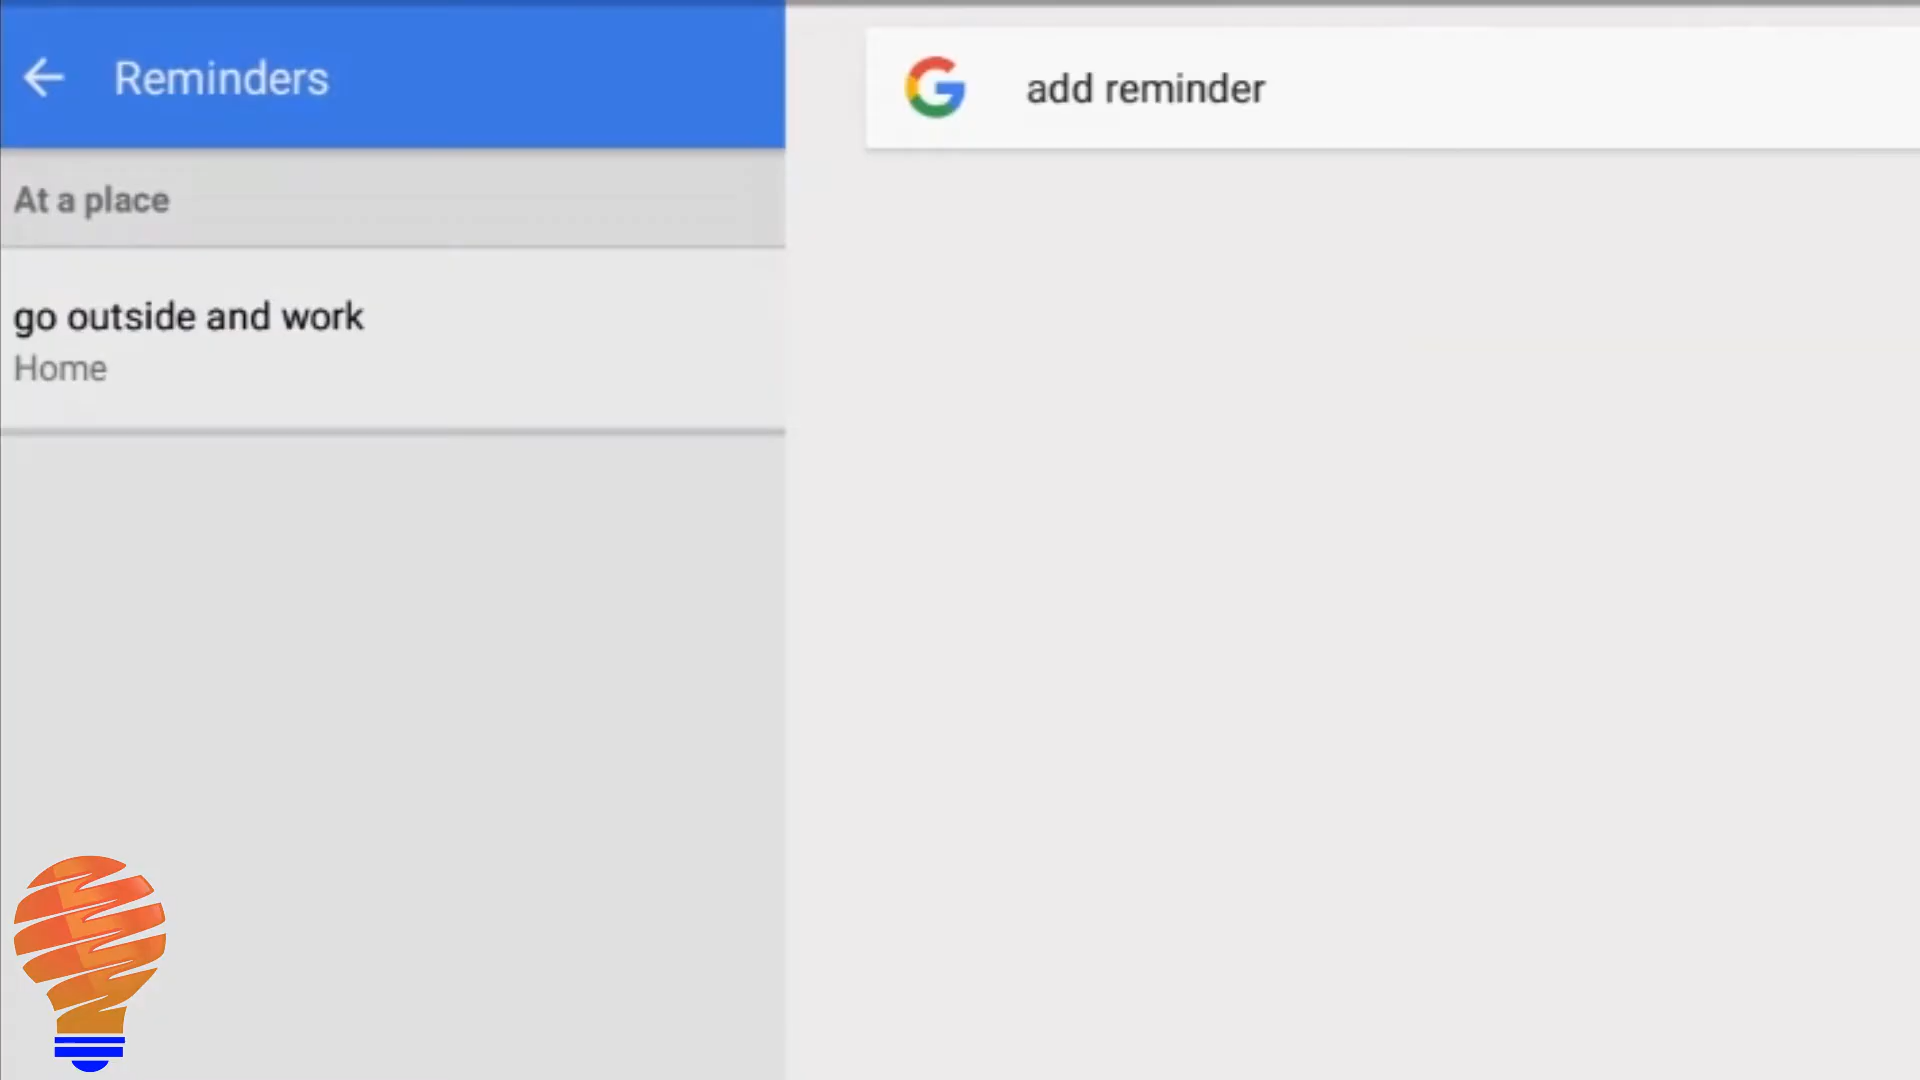 Reminders
At a place
go outside and work
Home
add reminder